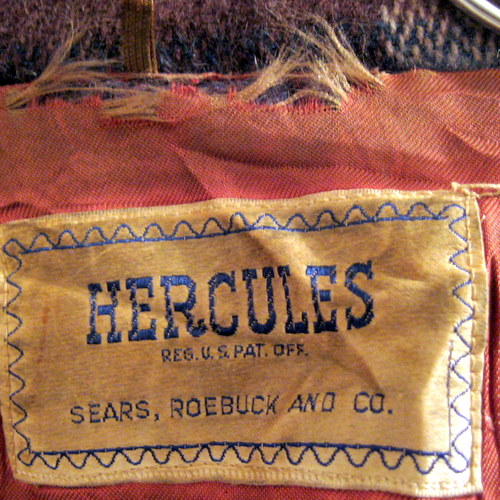 HERCULES
REG. U.S. PAT. OFF.
SEARS, ROEBUCK AND CO.